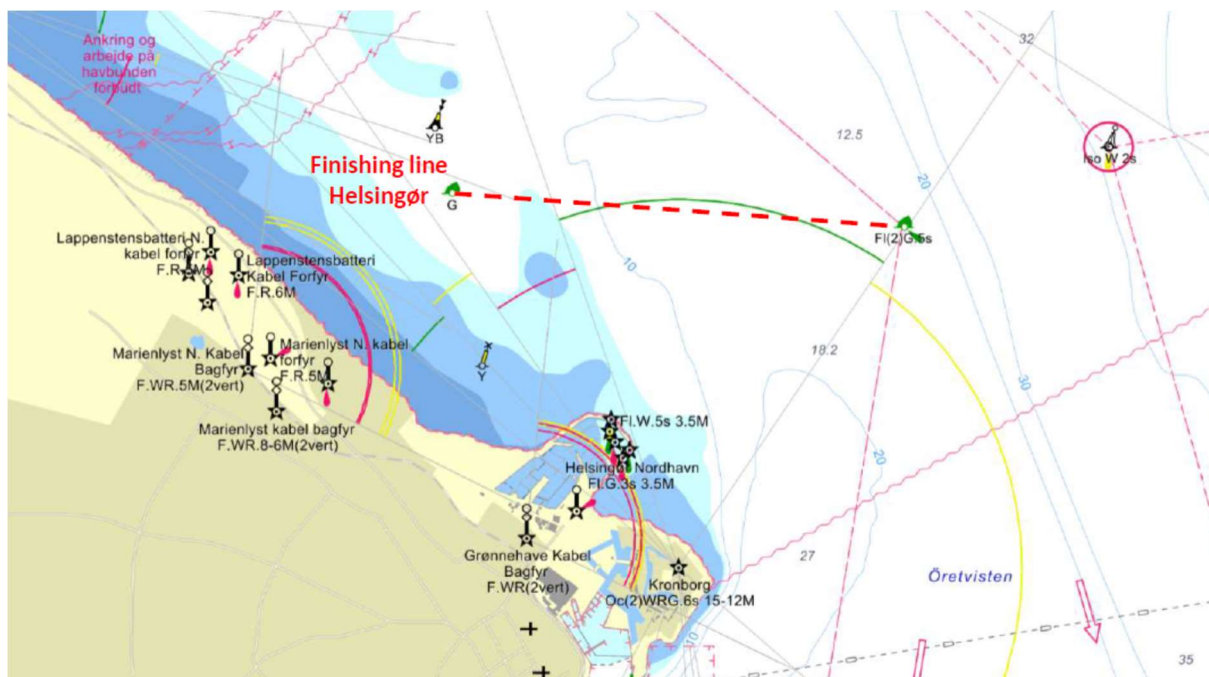 Ankring og
arbejde på
havbunden
forbudt
32
YB
12.5
Iso W 2s
Finishing line
Helsingør
G
20
Fl(2)G.5s
Lappenstensbatteri N.
kabel forfyr
F.R.
Lappenstensbatteri
Kabel Forfyr
F.R.6M
10
Marienlyst N. Kabel
Bagfyr
F.WR.5M(2vert)
Marienlyst N. kabel
forfyr
F.R.5M
Y
18.2
30
Marienlyst kabel bagfyr
F.WR.8-6M(2vert)
Fl.W.5s 3.5M
20
Helsingør Nordhavn
Fl.G.3s 3.5M
Grønnehave Kabel
Bagfyr
F.WR(2vert)
27
Kronborg
Oc(2)WRG.6s 15-12M
Öretvisten
10
35